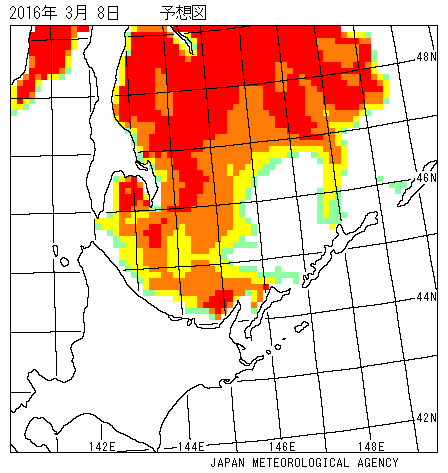 2016年 3月 8日 予想図
48N
46N
44N
42N
142E 144E 146E 148E
JAPAN METEOROLOGICAL AGENCY